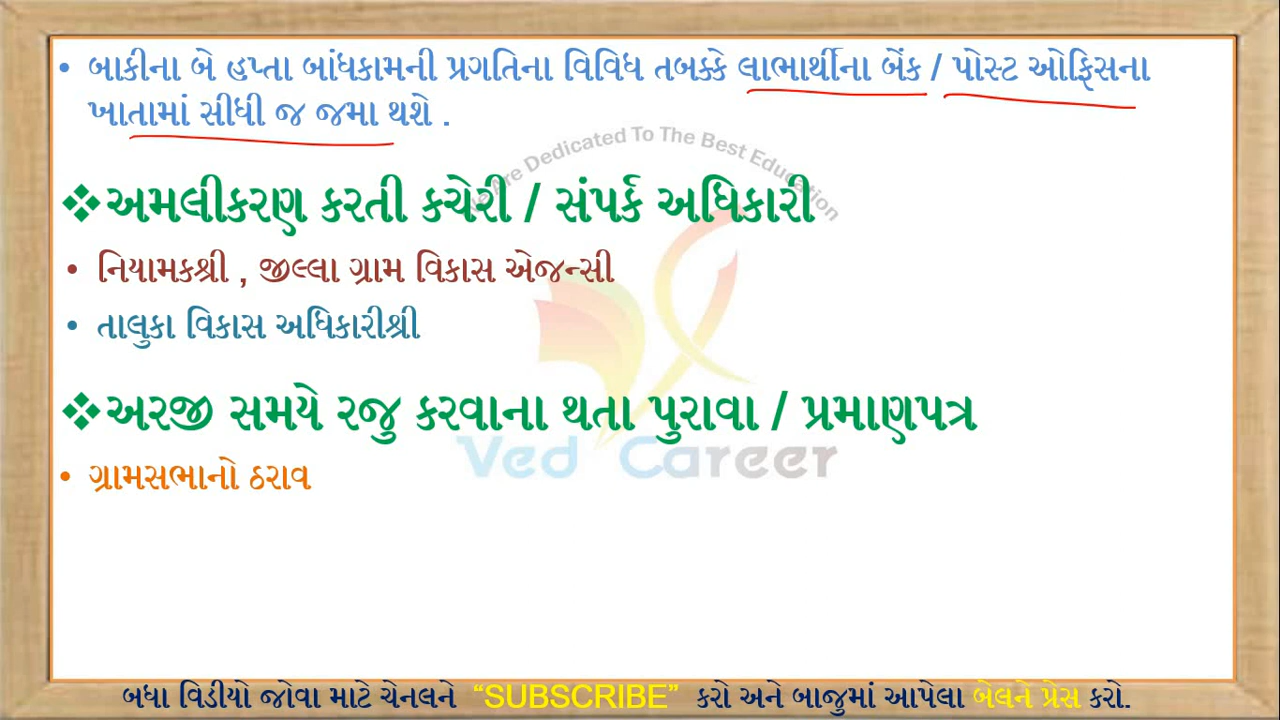 • બાકીના બે હપ્તા બાંધકામની પ્રગતિના વિવિધ તબક્કે લાભાર્થીના બેંક / પોસ્ટ ઓફિસના
ખાતામાં સીધી જ જમા થશે .
We Are Dedicated To The Best Education
❖અમલીકરણ કરતી કચેરી / સંપર્ક અધિકારી
• નિયામકશ્રી , જીલ્લા ગ્રામ વિકાસ એજન્સી
• તાલુકા વિકાસ અધિકારીશ્રી
❖અરજી સમયે રજુ કરવાના થતા પુરાવા / પ્રમાણપત્ર
Ved Career
• ગ્રામસભાનો ઠરાવ
બધા વિડીયો જોવા માટે ચેનલને “SUBSCRIBE” કરો અને બાજુમાં આપેલા બેલને પ્રેસ કરો.